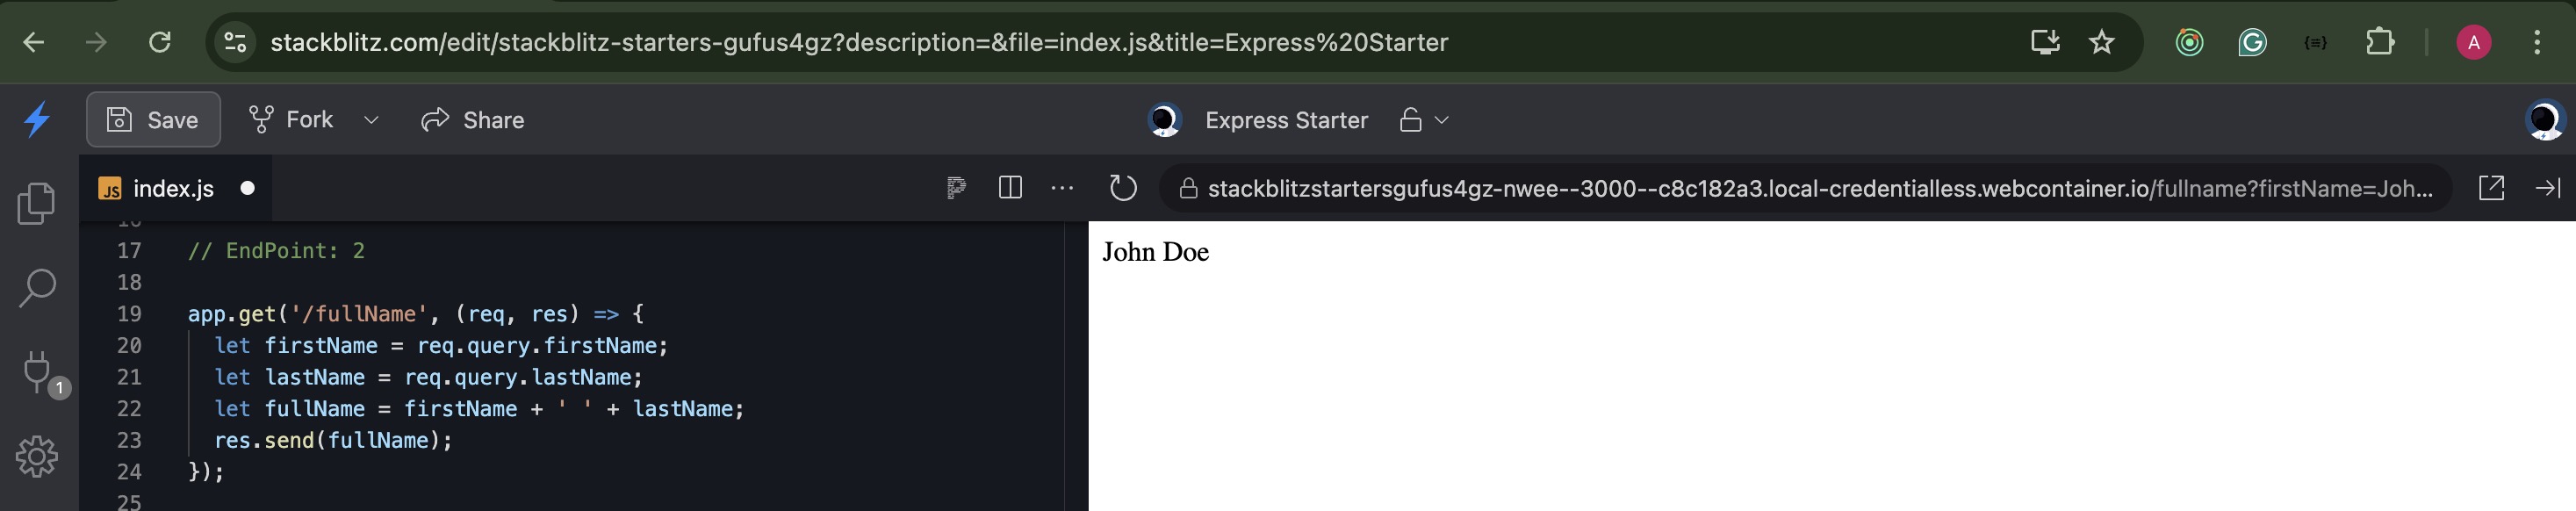 stackblitz.com/edit/stackblitz-starters-gufus4gz?description=&file=index.js&title=Express%20Starter
A
Save
Fork
Share
Express Starter
JS index.js
stackblitzstartersgufus4gz-nwee--3000--c8c182a3.local-credentialless.webcontainer.io/fullname?firstName=Joh...
16
17 // EndPoint: 2
18
19 app.get('/fullName', (req, res) => {
20 let firstName = req.query.firstName;
21 let lastName = req.query.lastName;
22 let fullName = firstName + ' ' + lastName;
23 res.send(fullName);
24 });
25
1
John Doe